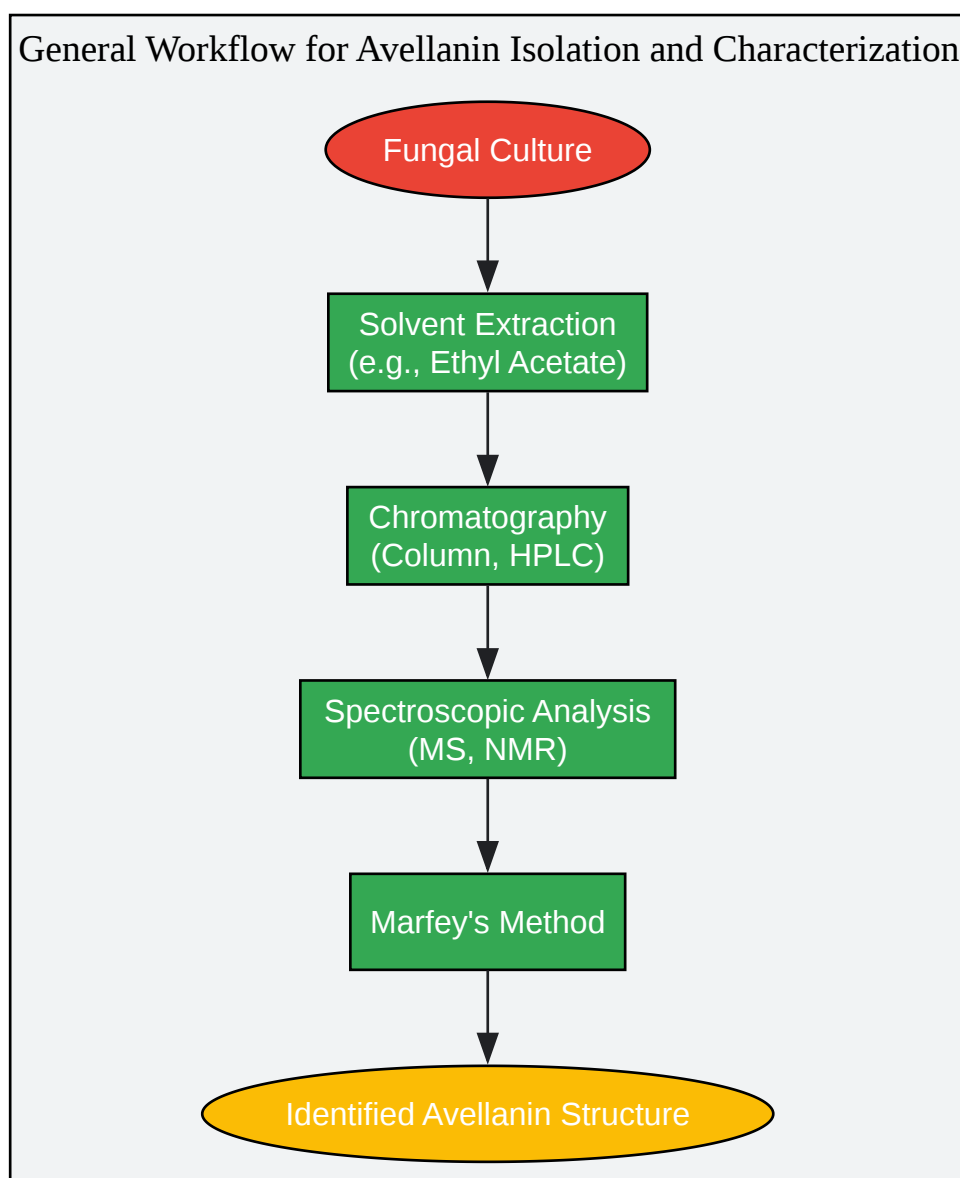 General Workflow for Avellanin Isolation and Characterization
Fungal Culture
Solvent Extraction
(e.g., Ethyl Acetate)
Chromatography
(Column, HPLC)
Spectroscopic Analysis
(MS, NMR)
Marfey's Method
Identified Avellanin Structure